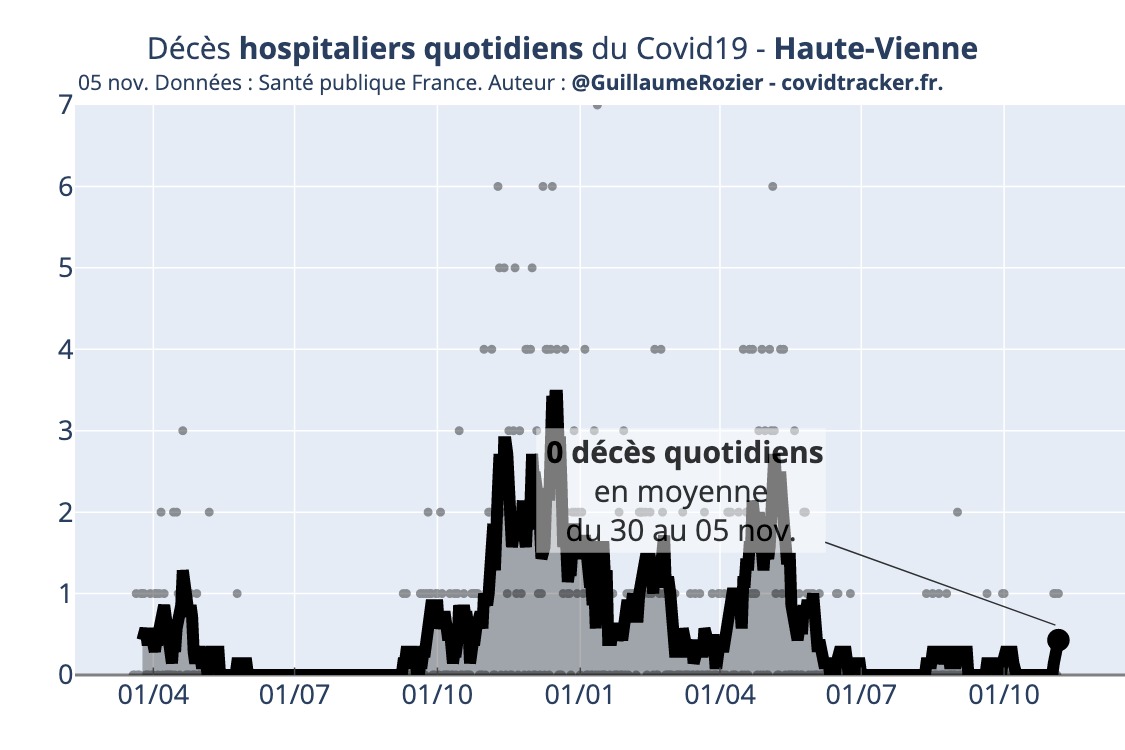 Décès hospitaliers quotidiens du Covid19 - Haute-Vienne
05 nov. Données : Santé publique France. Auteur : @GuillaumeRozier - covidtracker.fr.
7
6
5
4
3
0 décès quotidiens
en moyenne
2
du 30 au 05 nov.
1
0
01/04 01/07 01/10 01/01 01/04 01/07 01/10